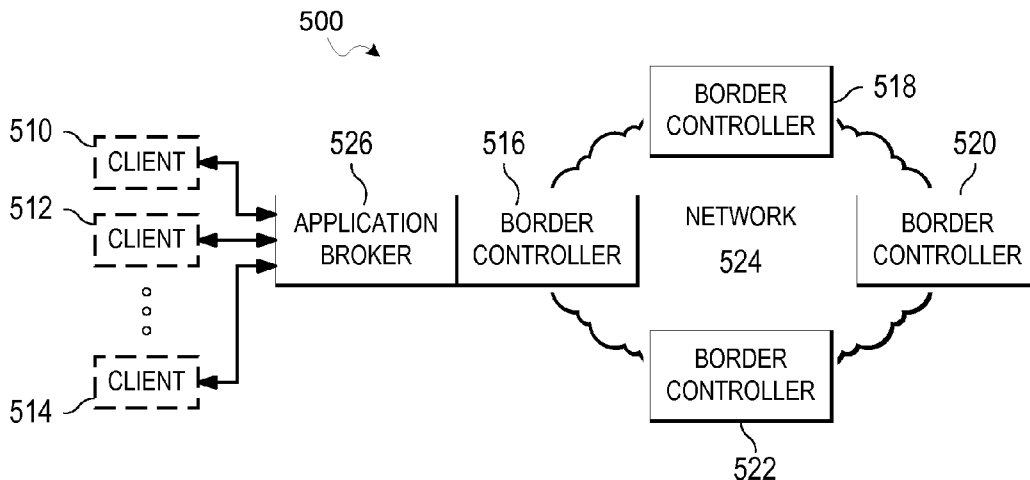 500
BORDER
CONTROLLER
518
510
CLIENT
526
516
520
512
CLIENT
APPLICATION
BROKER
BORDER
CONTROLLER
NETWORK
524
BORDER
CONTROLLER
CLIENT
514
BORDER
CONTROLLER
522